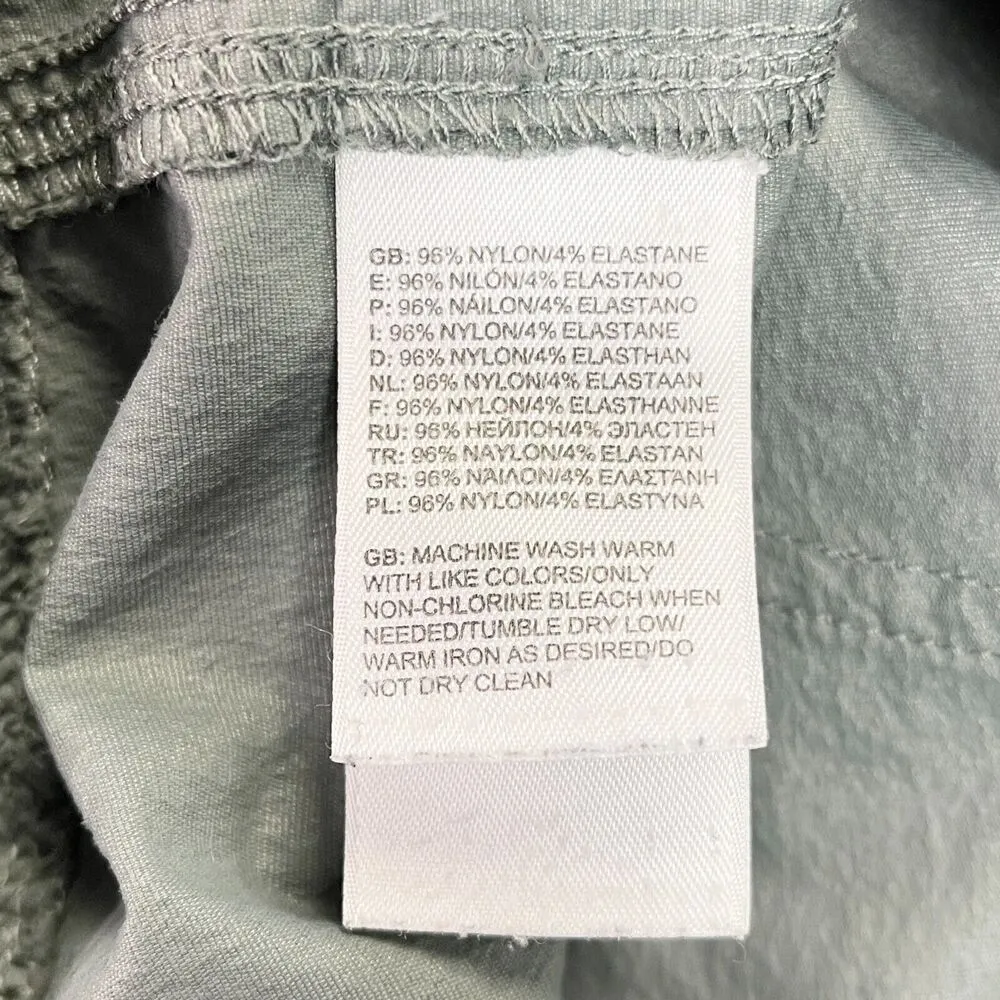 GB: 96% NYLON/4% ELASTANE
E: 96% NILÓN/4% ELASTANO
P: 96% NÁILON/4% ELASTANO
I: 96% NYLON/4% ELASTANE
D: 96% NYLON/4% ELASTHAN
NL: 96% NYLON/4% ELASTAAN
F: 96% NYLON/4% ELASTHANNE
RU: 96% НЕЙЛОН/4% ЭЛАСТЕН
TR: 96% NAYLON/4% ELASTAN
GR: 96% ΝΑΙΛΟΝ/4% ΕΛΑΣΤΑΝΗ
PL: 96% NYLON/4% ELASTYNA
GB: MACHINE WASH WARM
WITH LIKE COLORS/ONLY
NON-CHLORINE BLEACH WHEN
NEEDED/TUMBLE DRY LOW/
WARM IRON AS DESIRED/DO
NOT DRY CLEAN